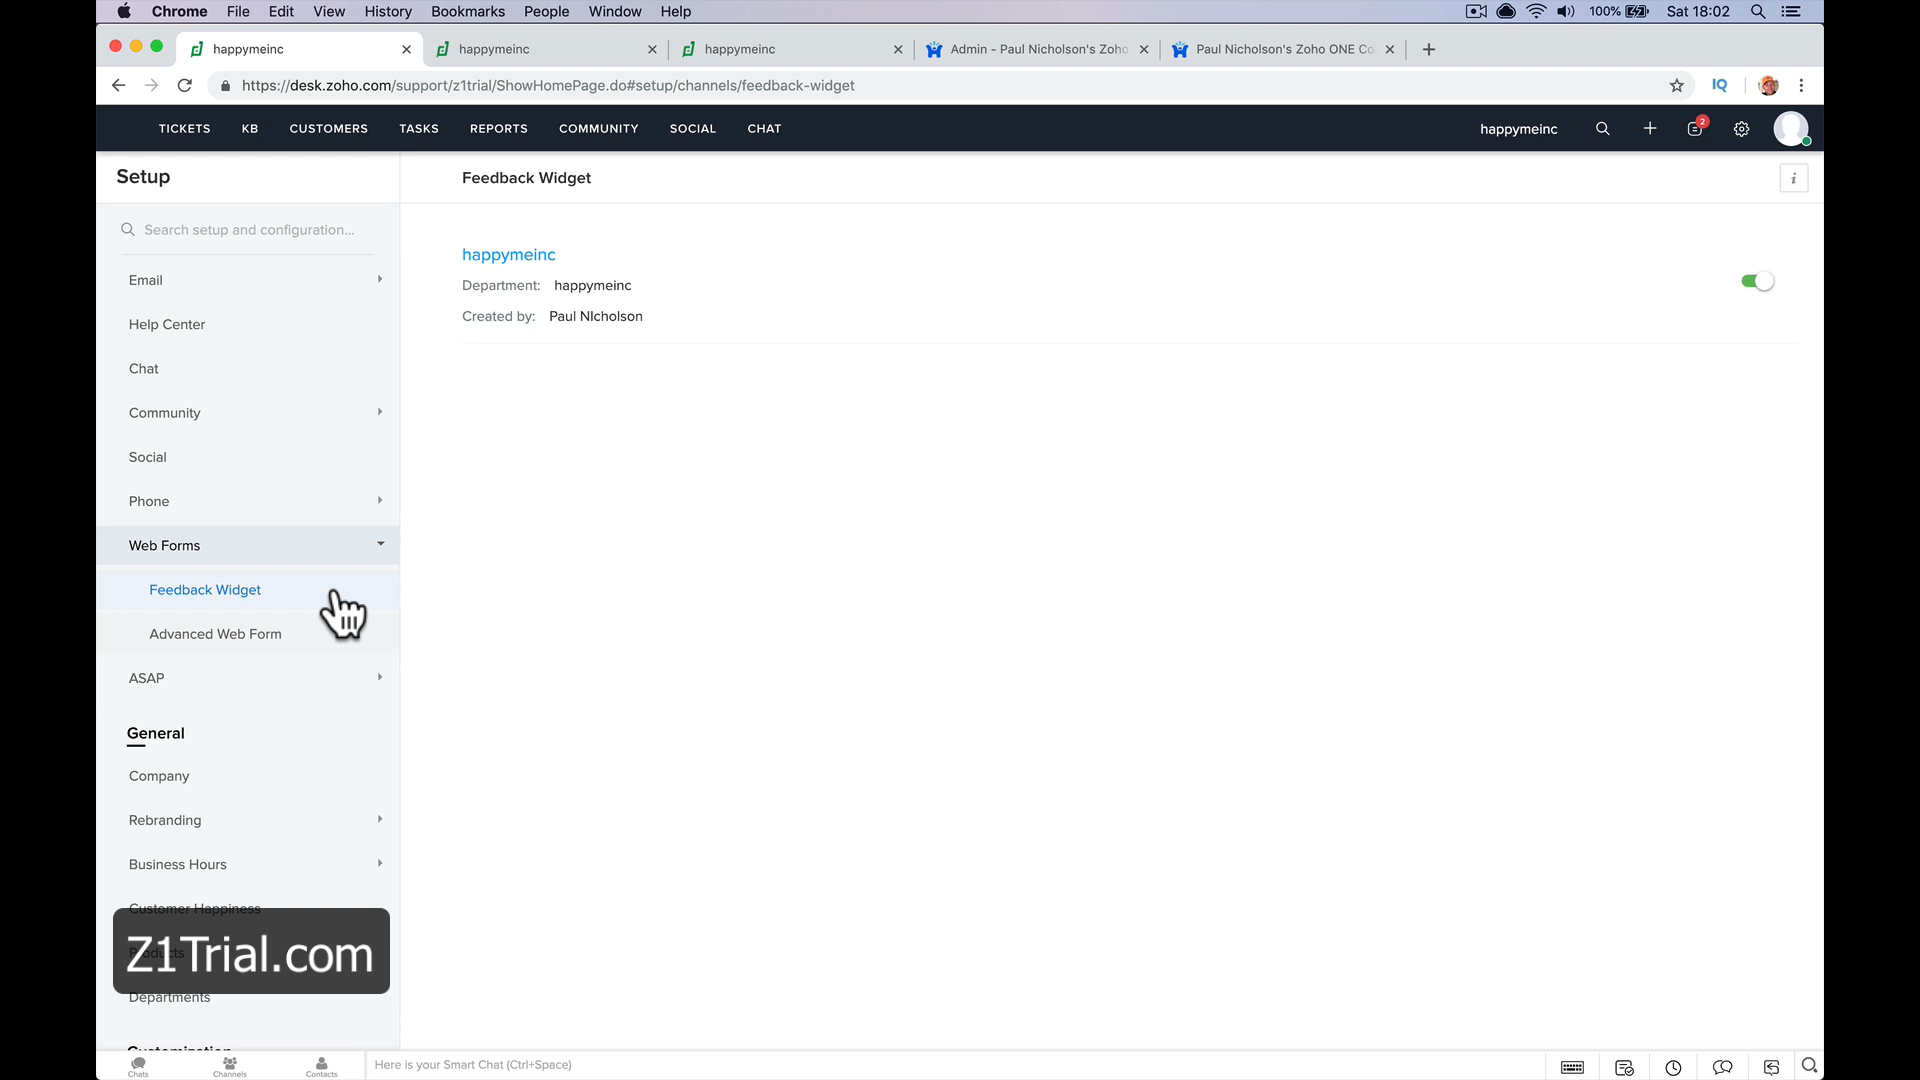 Chrome File Edit View History Bookmarks People Window Help 100% Sat 18:02
happymeinc happymeinc happymeinc Admin - Paul Nicholson's Zoho Paul Nicholson's Zoho ONE Co
https://desk.zoho.com/support/z1trial/ShowHomePage.do#setup/channels/feedback-widget IQ
TICKETS KB CUSTOMERS TASKS REPORTS COMMUNITY SOCIAL CHAT happymeinc 2
Setup
Feedback Widget
i
Search setup and configuration...
Email
Help Center
Chat
Community
Social
Phone
Web Forms
Feedback Widget
Advanced Web Form
ASAP
General
Company
Rebranding
Business Hours
Customer Happiness
Products
Departments
Customization
happymeinc
Department: happymeinc
Created by: Paul NIcholson
Z1Trial.com
Chats Channels Contacts
Here is your Smart Chat (Ctrl+Space)